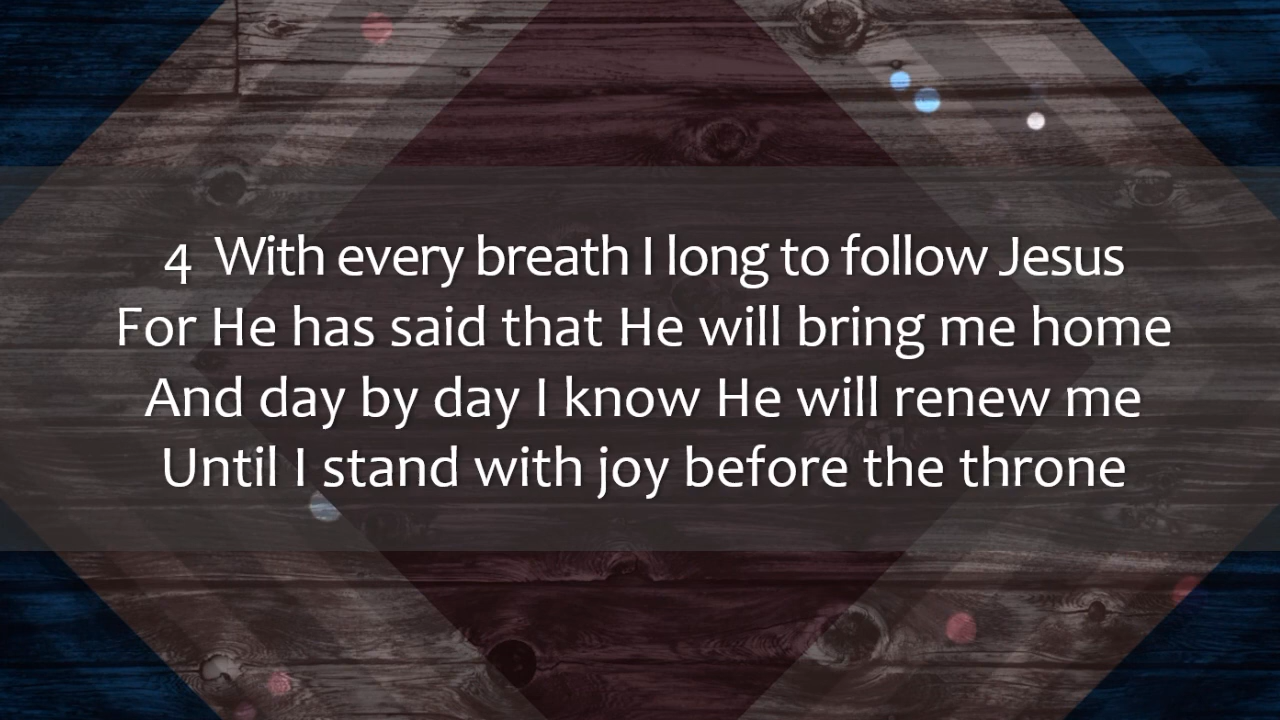 4 With every breath I long to follow Jesus
For He has said that He will bring me home
And day by day I know He will renew me
Until I stand with joy before the throne